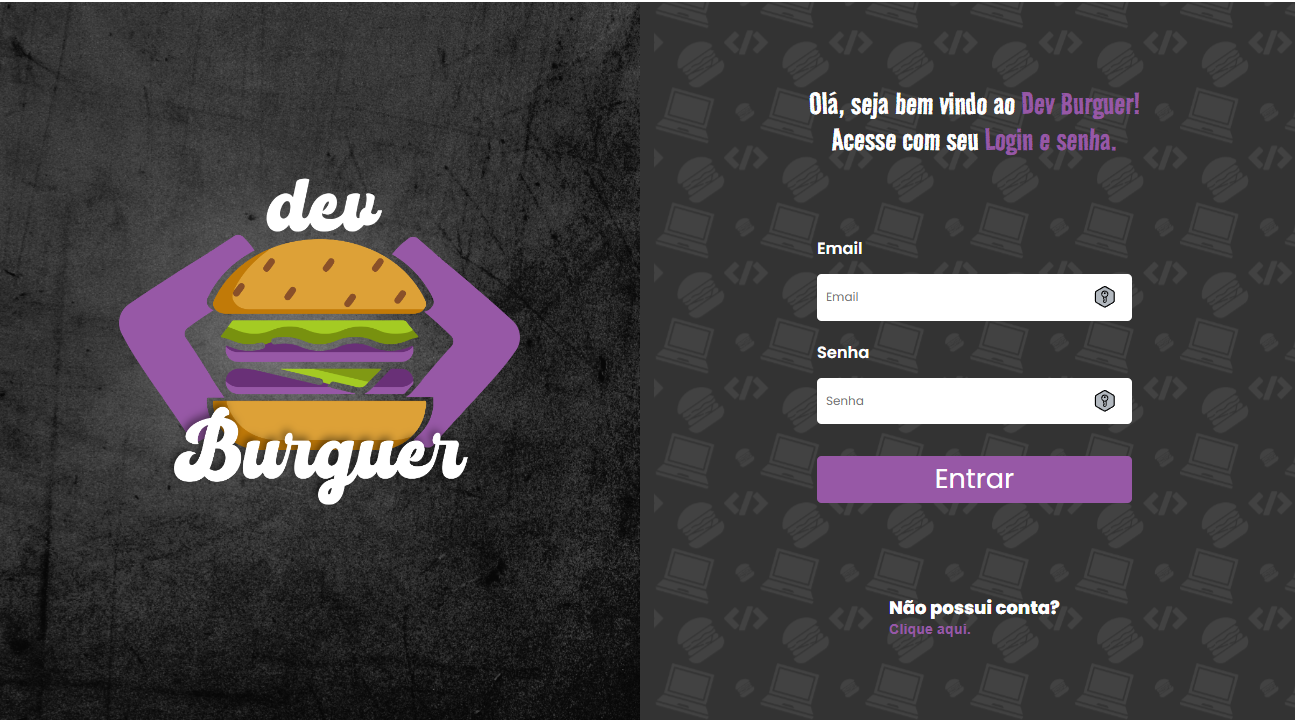 dev
Burguer
Olá, seja bem vindo ao Dev Burguer!
Acesse com seu Login e senha.
Email
Email
Senha
Senha
Entrar
Não possui conta?
Clique aqui.